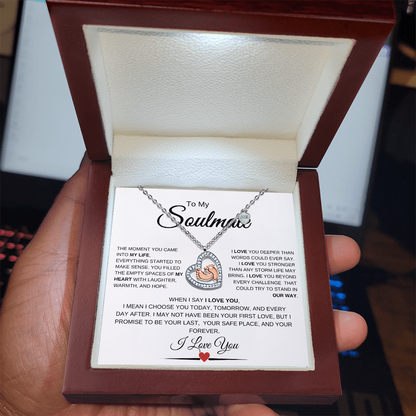 To My
Soulmate
THE MOMENT YOU CAME
INTO MY LIFE,
EVERYTHING STARTED TO
MAKE SENSE. YOU FILLED
THE EMPTY SPACES OF MY
HEART WITH LAUGHTER,
WARMTH, AND HOPE.
I LOVE YOU DEEPER THAN
WORDS COULD EVER SAY.
I LOVE YOU STRONGER
THAN ANY STORM LIFE MAY
BRING. I LOVE YOU BEYOND
EVERY CHALLENGE THAT
COULD TRY TO STAND IN
OUR WAY.
WHEN I SAY I LOVE YOU,
I MEAN I CHOOSE YOU TODAY, TOMORROW, AND EVERY
DAY AFTER. I MAY NOT HAVE BEEN YOUR FIRST LOVE, BUT I
PROMISE TO BE YOUR LAST, YOUR SAFE PLACE, AND YOUR
FOREVER.
I Love You